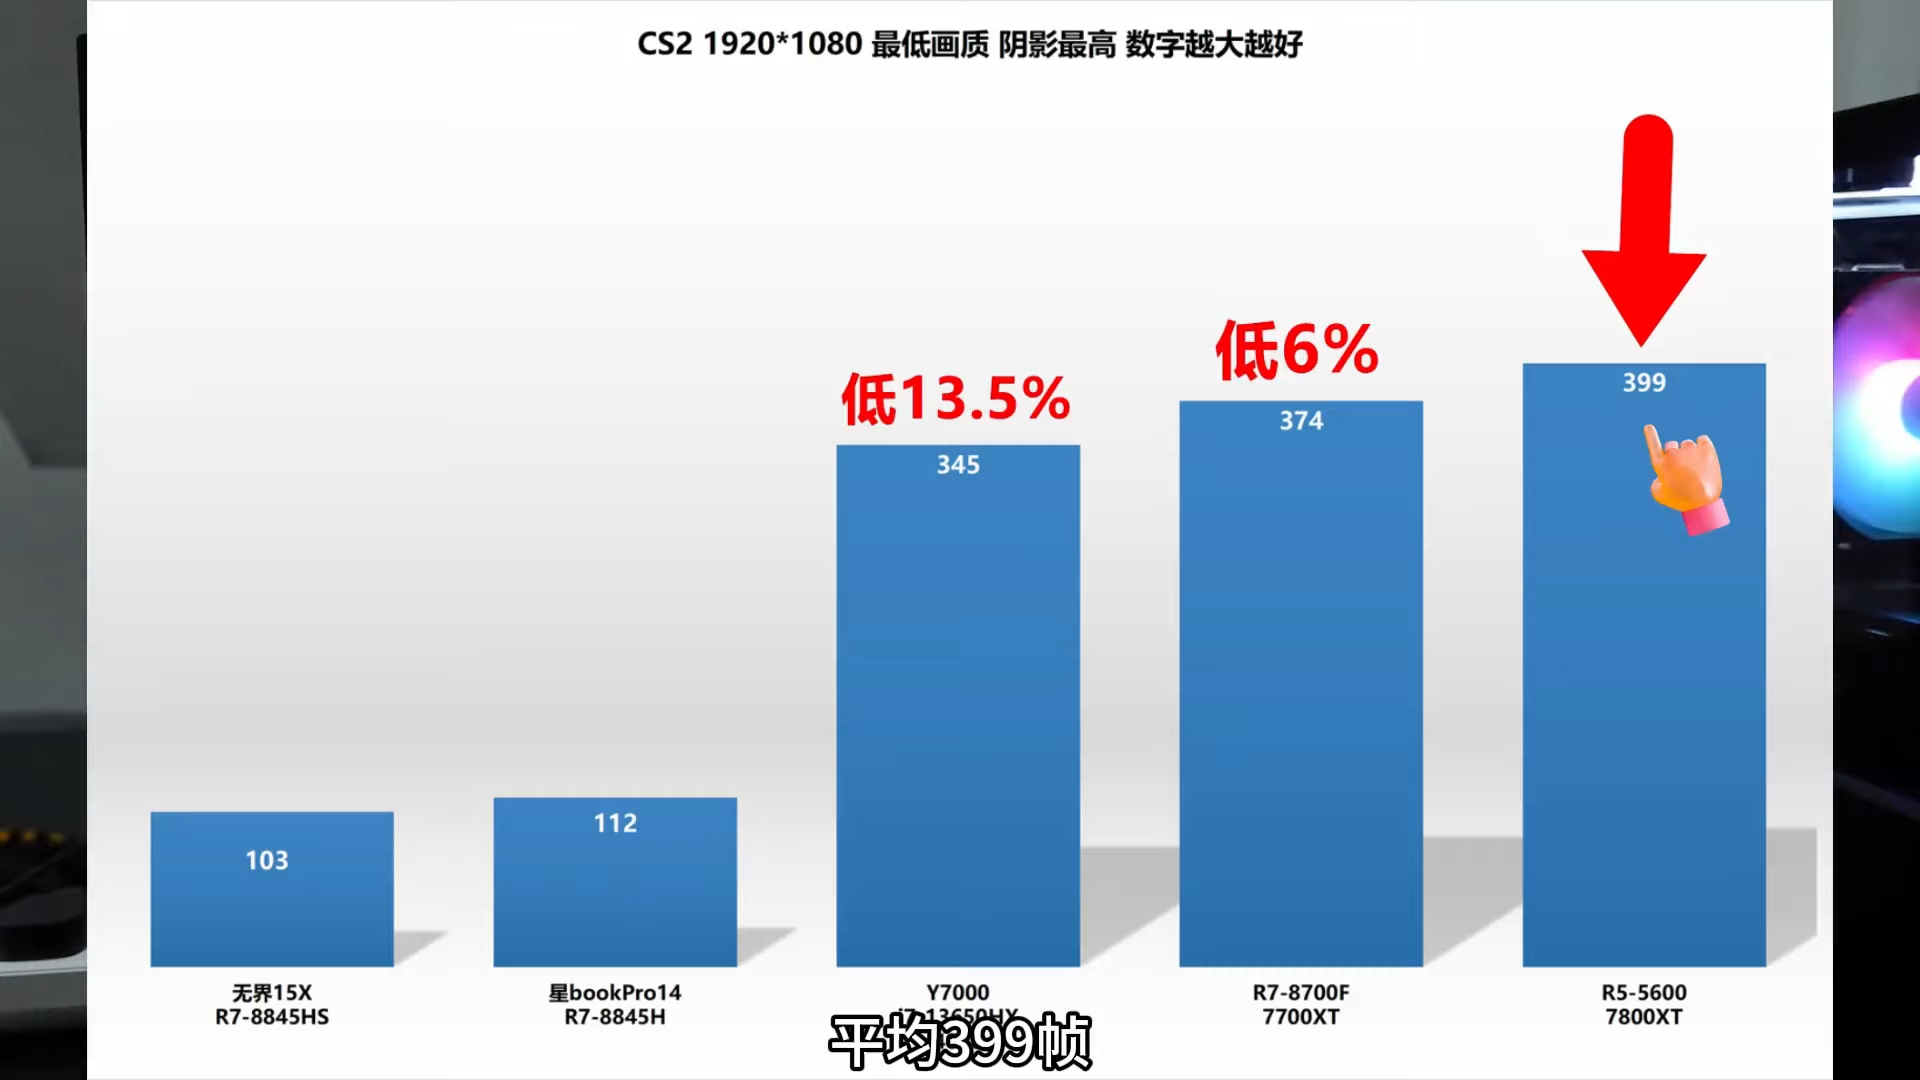 CS2 1920*1080 最低画质 阴影最高 数字越大越好
低6%
低13.5%
399
374
345
112
103
无界15X
R7-8845HS
星bookPro14
R7-8845H
Y7000
i7-13650HX
R7-8700F
7700XT
R5-5600
7800XT
平均399帧